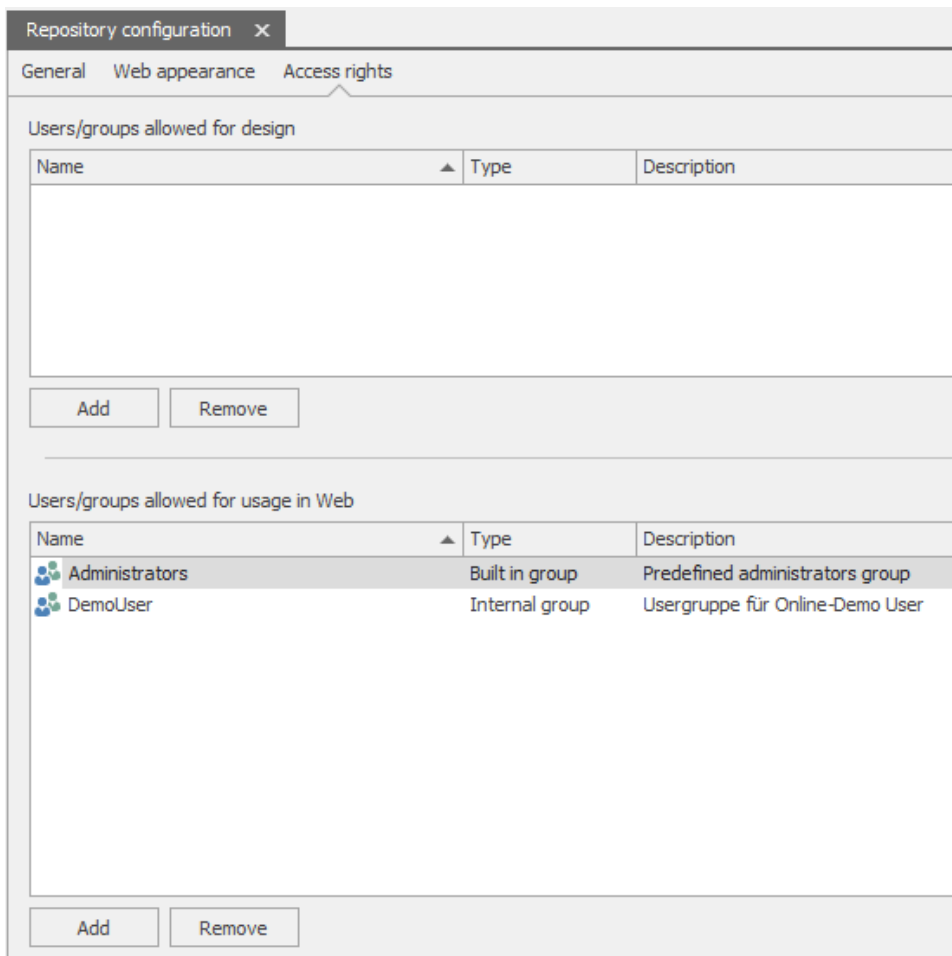 Repository configuration
General Web appearance Access rights
Users/groups allowed for design
Name Type Description
Add Remove
Users/groups allowed for usage in Web
Name Type Description
Administrators Built in group Predefined administrators group
DemoUser Internal group Usergruppe für Online-Demo User
Add Remove